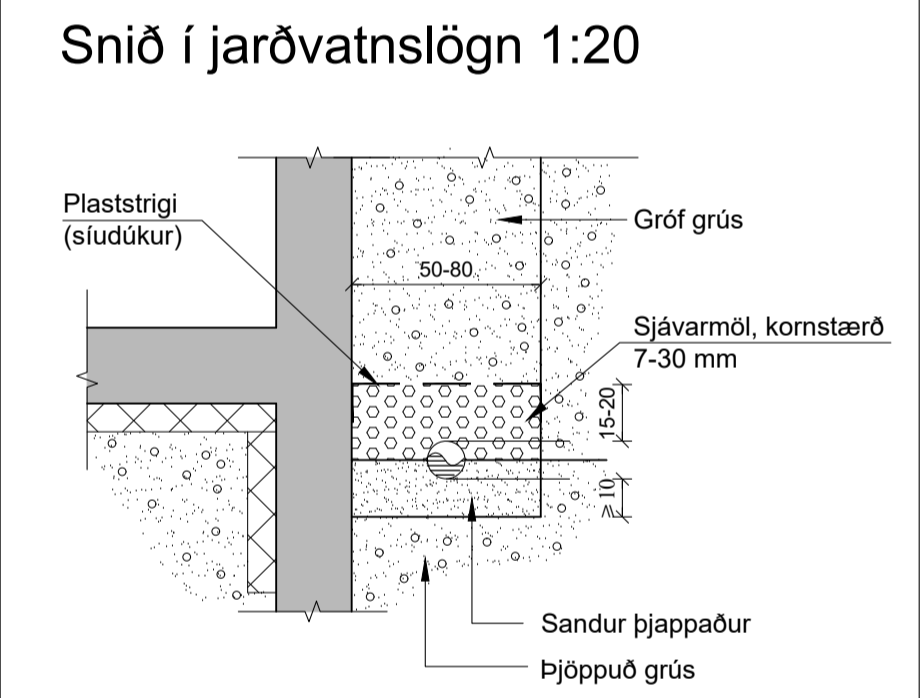 Snið í jarðvatnslögn 1:20
Plaststrigi
(síudúkur)
Gróf grús
50-80
Sjávarmöl, kornstærð
7-30 mm
15-20
≥ 10
Sandur þjappaður
Þjöppuð grús